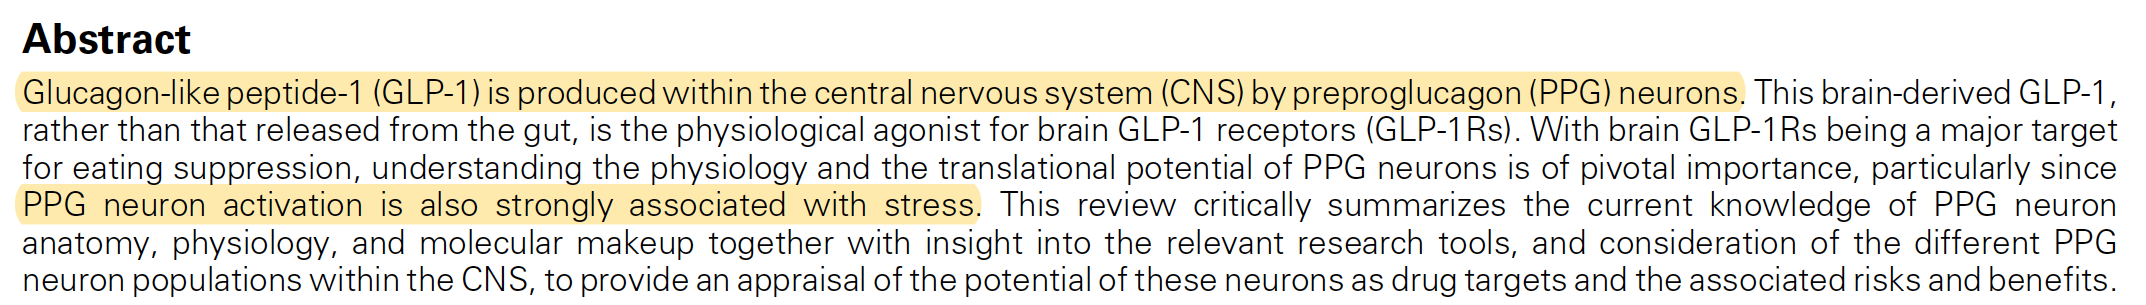 Abstract
Glucagon-like peptide-1 (GLP-1) is produced within the central nervous system (CNS) by preproglucagon (PPG) neurons. This brain-derived GLP-1,
rather than that released from the gut, is the physiological agonist for brain GLP-1 receptors (GLP-1Rs). With brain GLP-1Rs being a major target
for eating suppression, understanding the physiology and the translational potential of PPG neurons is of pivotal importance, particularly since
PPG neuron activation is also strongly associated with stress. This review critically summarizes the current knowledge of PPG neuron
anatomy, physiology, and molecular makeup together with insight into the relevant research tools, and consideration of the different PPG
neuron populations within the CNS, to provide an appraisal of the potential of these neurons as drug targets and the associated risks and benefits.